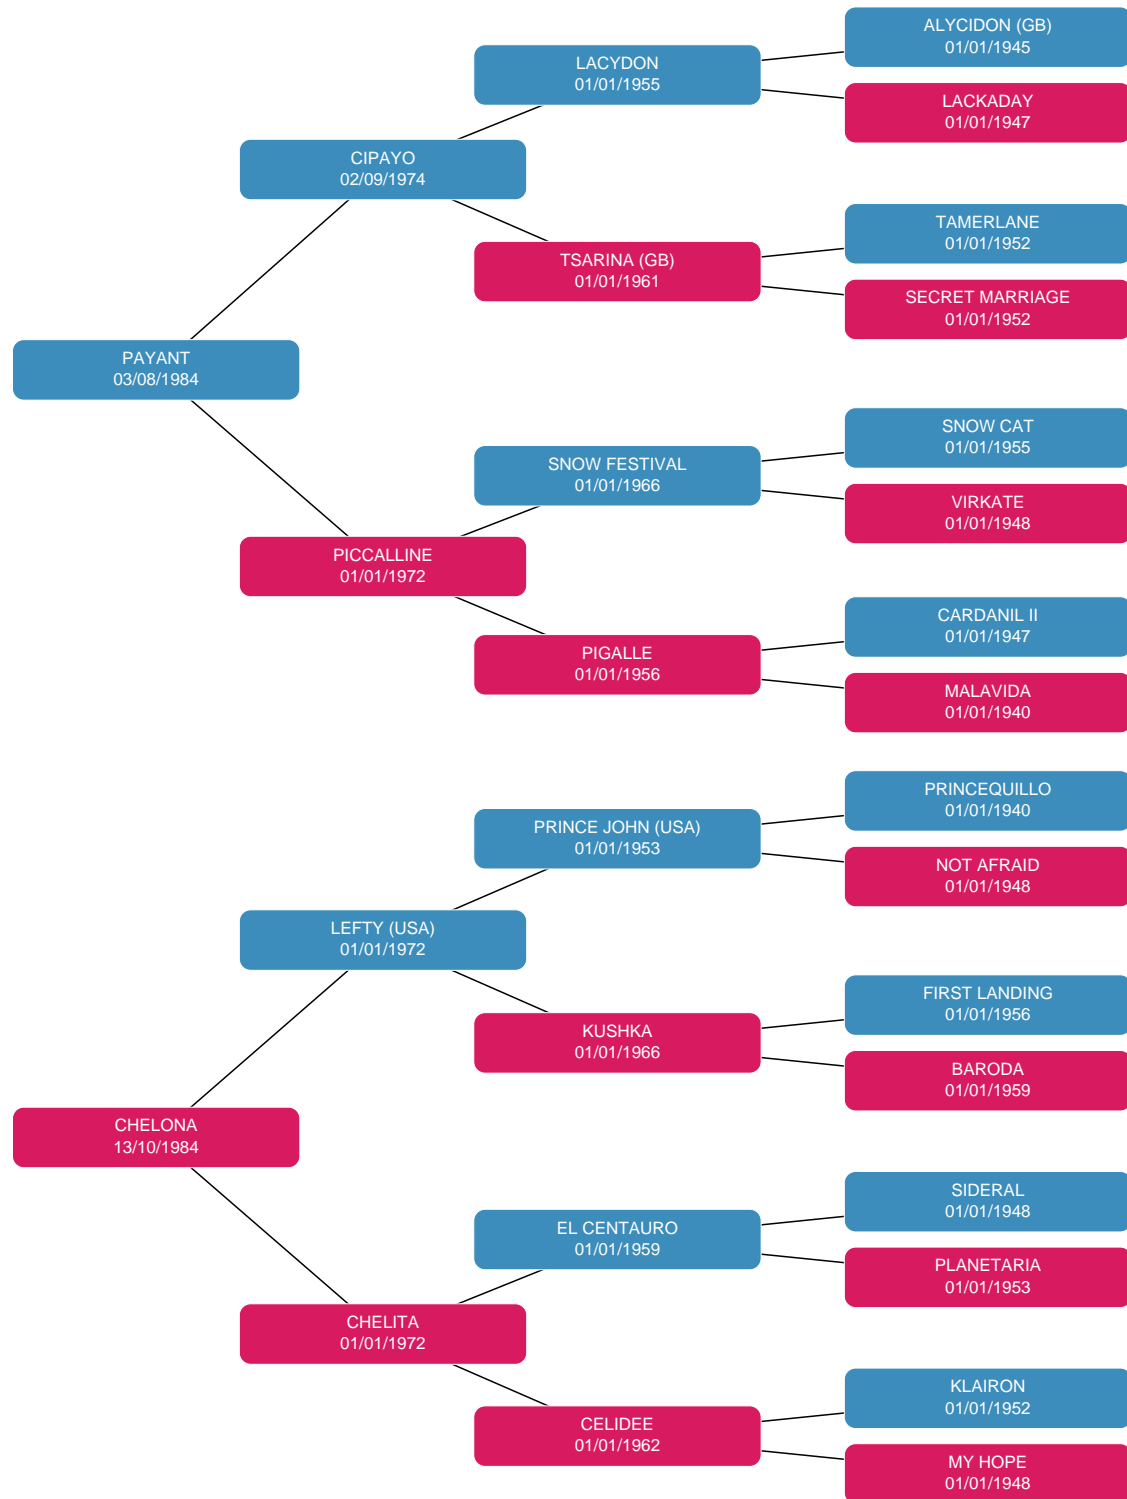 ALYCIDON (GB)
01/01/1945
LACYDON
01/01/1955
LACKADAY
01/01/1947
CIPAYO
02/09/1974
TAMERLANE
01/01/1952
TSARINA (GB)
01/01/1961
SECRET MARRIAGE
01/01/1952
PAYANT
03/08/1984
SNOW CAT
01/01/1955
SNOW FESTIVAL
01/01/1966
VIRKATE
01/01/1948
PICCALLINE
01/01/1972
CARDANIL II
01/01/1947
PIGALLE
01/01/1956
MALAVIDA
01/01/1940
PRINCEQUILLO
01/01/1940
PRINCE JOHN (USA)
01/01/1953
NOT AFRAID
01/01/1948
LEFTY (USA)
01/01/1972
FIRST LANDING
01/01/1956
KUSHKA
01/01/1966
BARODA
01/01/1959
CHELONA
13/10/1984
SIDERAL
01/01/1948
EL CENTAURO
01/01/1959
PLANETARIA
01/01/1953
CHELITA
01/01/1972
KLAIRON
01/01/1952
CELIDEE
01/01/1962
MY HOPE
01/01/1948